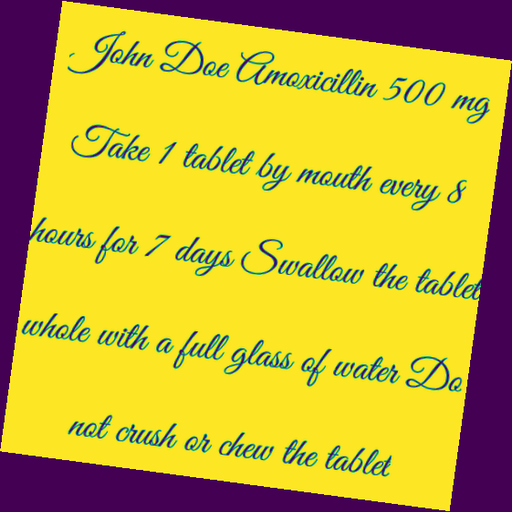 John Doe Amoxicillin 500 mg
Take 1 tablet by mouth every 8
hours for 7 days Swallow the tablet
whole with a full glass of water Do
not crush or chew the tablet